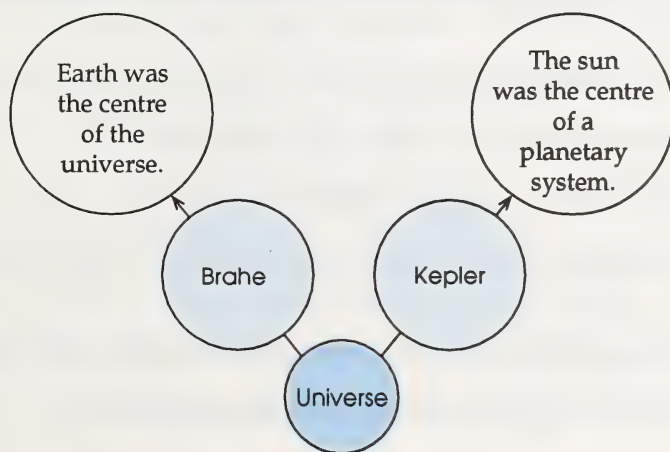 Earth was
the centre
of the
universe.
The sun
was the centre
of a
planetary
system.
Brahe
Kepler
Universe